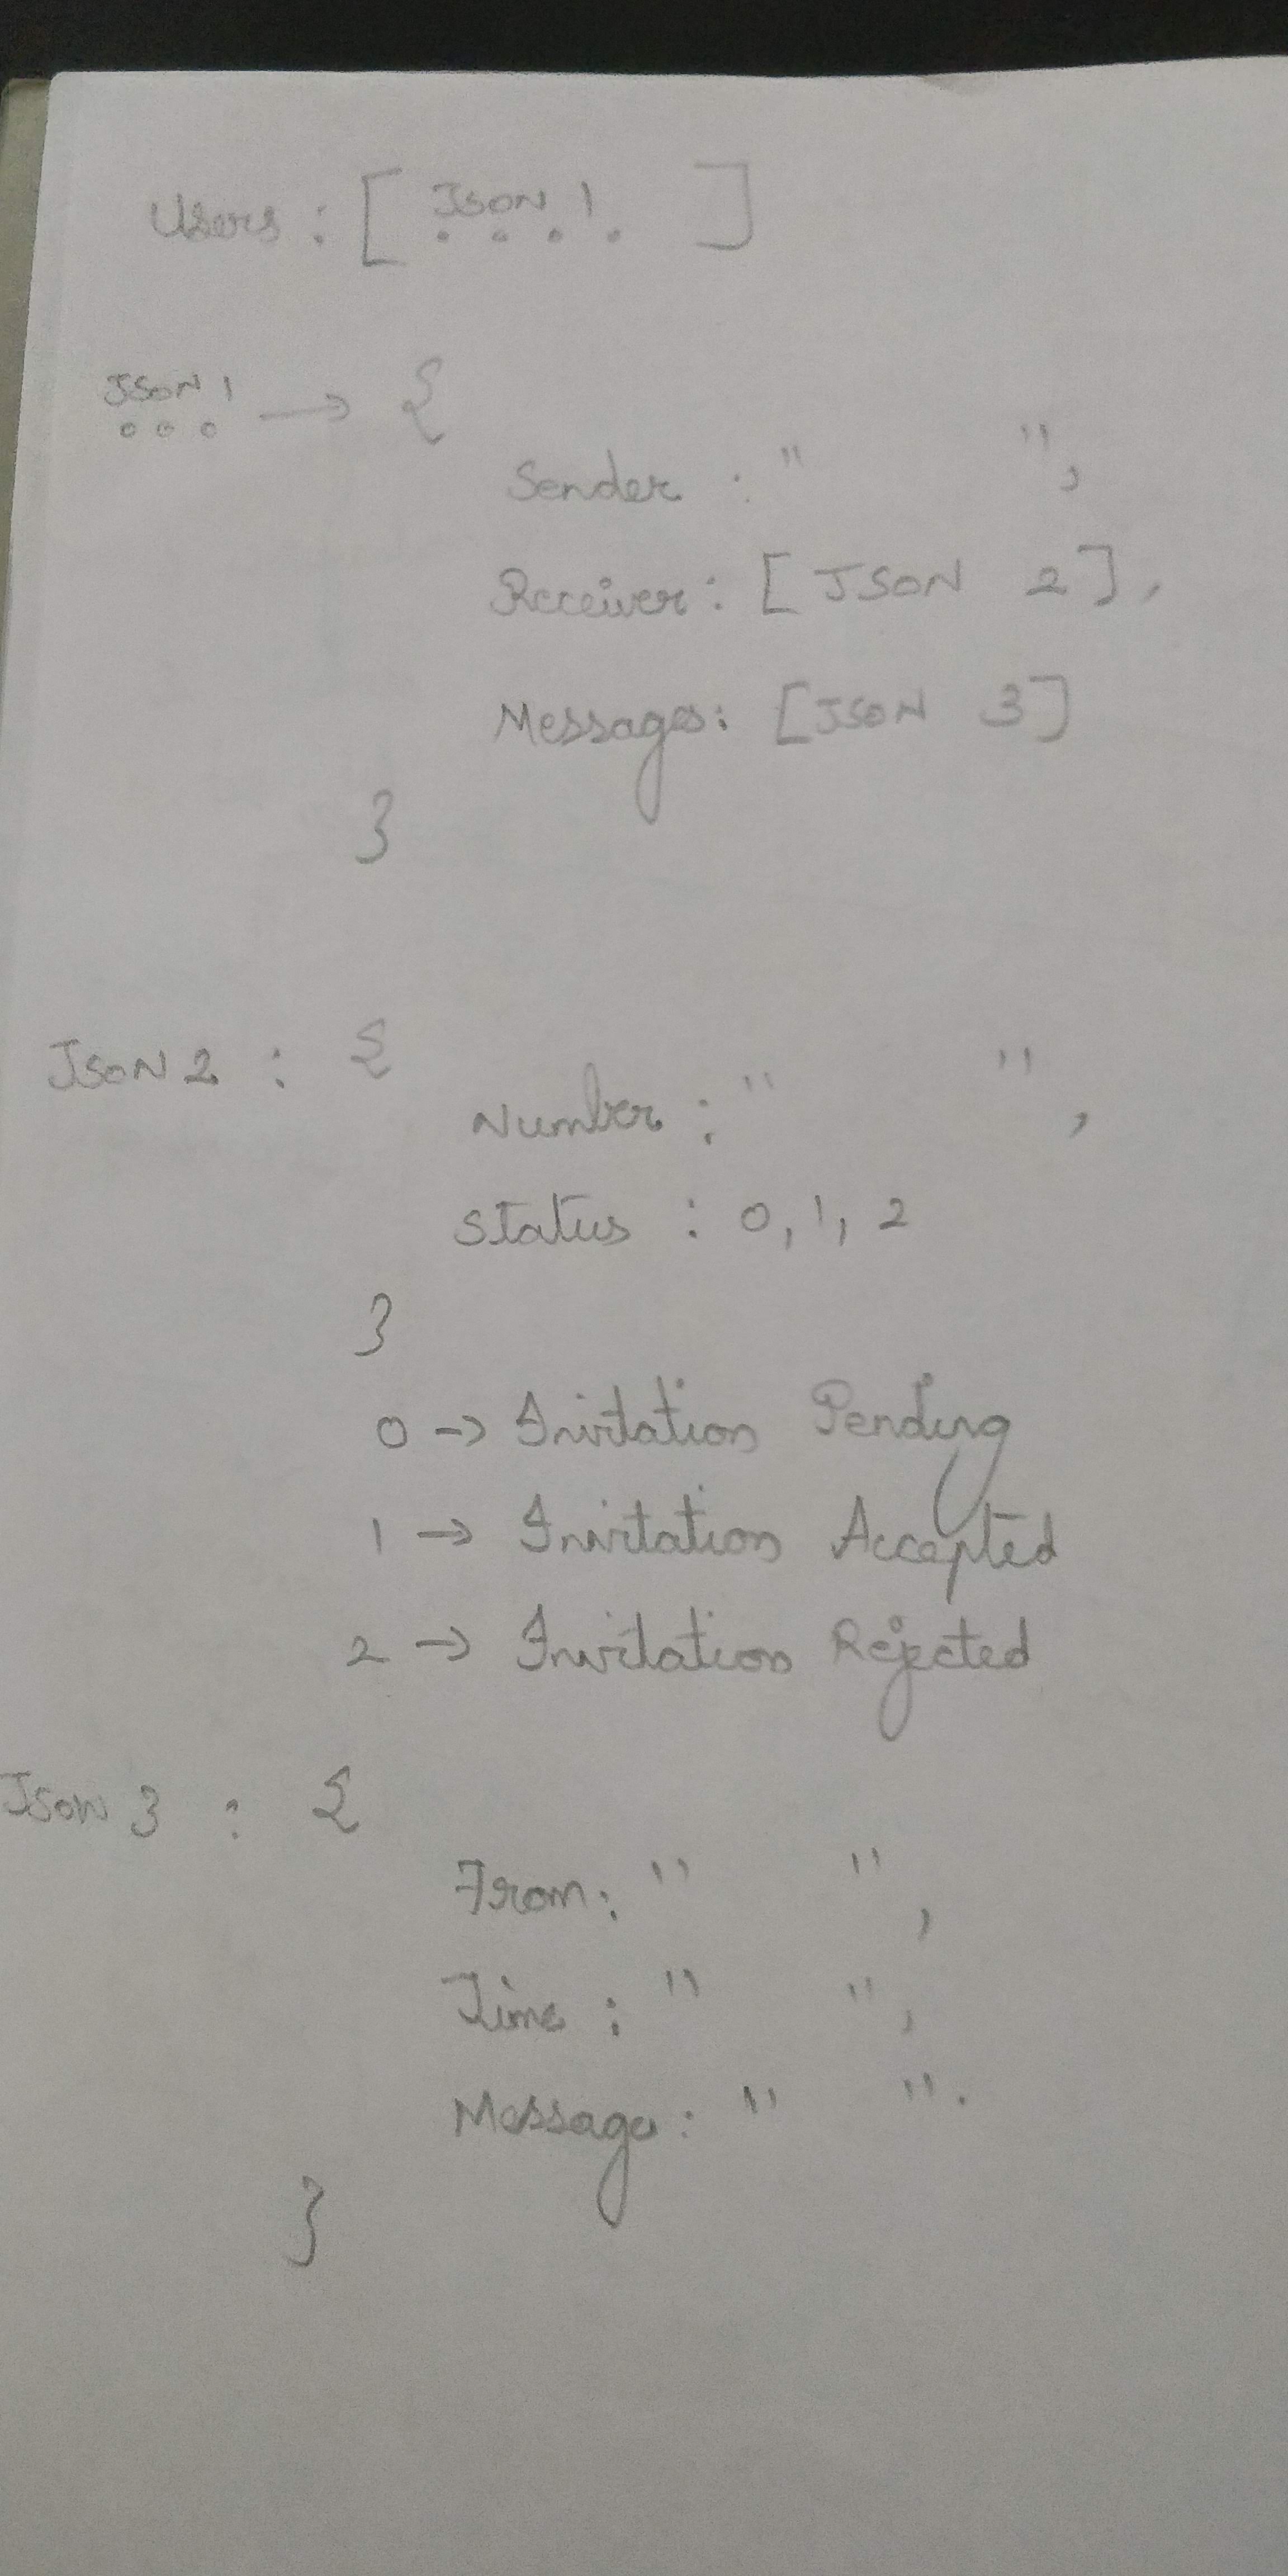 Users : [ JSON 1 . . . . ]
JSON 1
o o o → {
Sender : " ",
Receiver : [ JSON 2 ],
Messages : [ JSON 3 ]
}
JSON 2 : {
Number : " ",
Status : 0, 1, 2
}
0 → Invitation Pending
1 → Invitation Accepted
2 → Invitation Rejected
JSON 3 : {
From : " ",
Time : " ",
Message : " ".
}